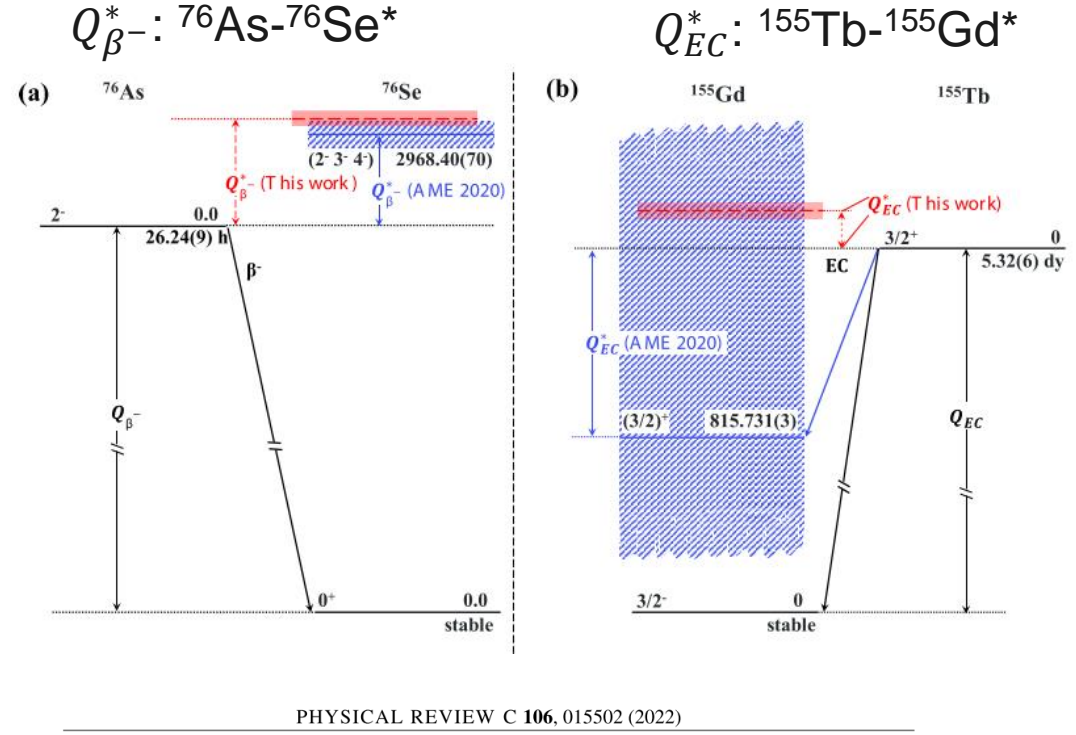 Q*β−: ⁷⁶As-⁷⁶Se*
Q*EC: ¹⁵⁵Tb-¹⁵⁵Gd*
(a)
⁷⁶As
⁷⁶Se
(2⁻ 3⁻ 4⁻) 2968.40(70)
Q*β− (This work)
Q*β− (AME 2020)
2⁻ 0.0
26.24(9) h
β⁻
Qβ−
0⁺ 0.0
stable
(b)
¹⁵⁵Gd
¹⁵⁵Tb
Q*EC (This work)
3/2⁺ 0
EC
5.32(6) dy
Q*EC (AME 2020)
(3/2)⁺ 815.731(3)
QEC
3/2⁻ 0
stable
PHYSICAL REVIEW C 106, 015502 (2022)